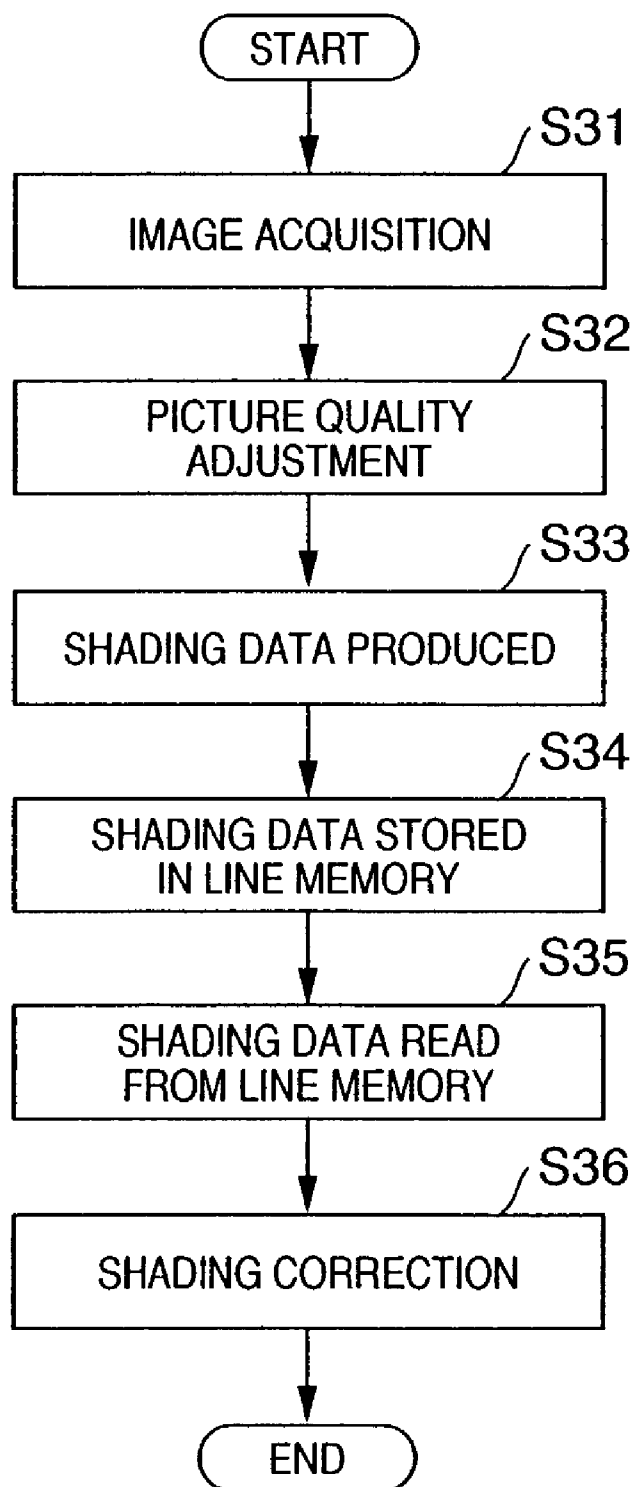 START
S31
IMAGE ACQUISITION
S32
PICTURE QUALITY
ADJUSTMENT
S33
SHADING DATA PRODUCED
S34
SHADING DATA STORED
IN LINE MEMORY
S35
SHADING DATA READ
FROM LINE MEMORY
S36
SHADING CORRECTION
END